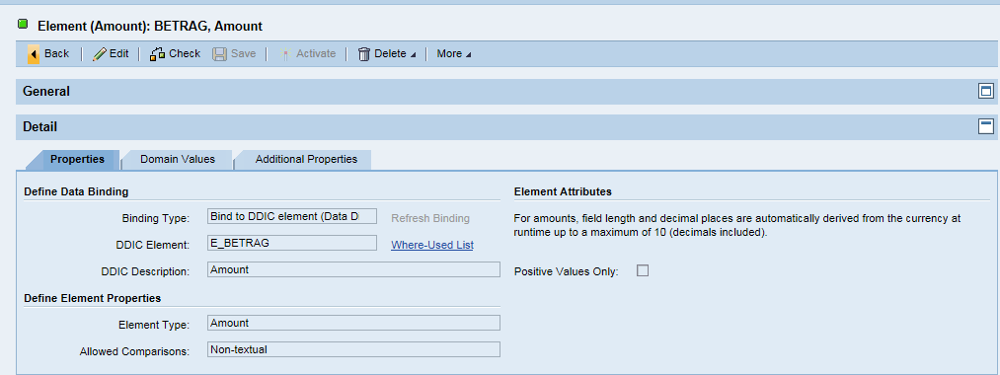 Element (Amount): BETRAG, Amount
Back Edit Check Save Activate Delete More
General
Detail
Properties Domain Values Additional Properties
Define Data Binding
Binding Type: Bind to DDIC element (Data D Refresh Binding
DDIC Element: E_BETRAG Where-Used List
DDIC Description: Amount
Define Element Properties
Element Type: Amount
Allowed Comparisons: Non-textual
Element Attributes
For amounts, field length and decimal places are automatically derived from the currency at
runtime up to a maximum of 10 (decimals included).
Positive Values Only: